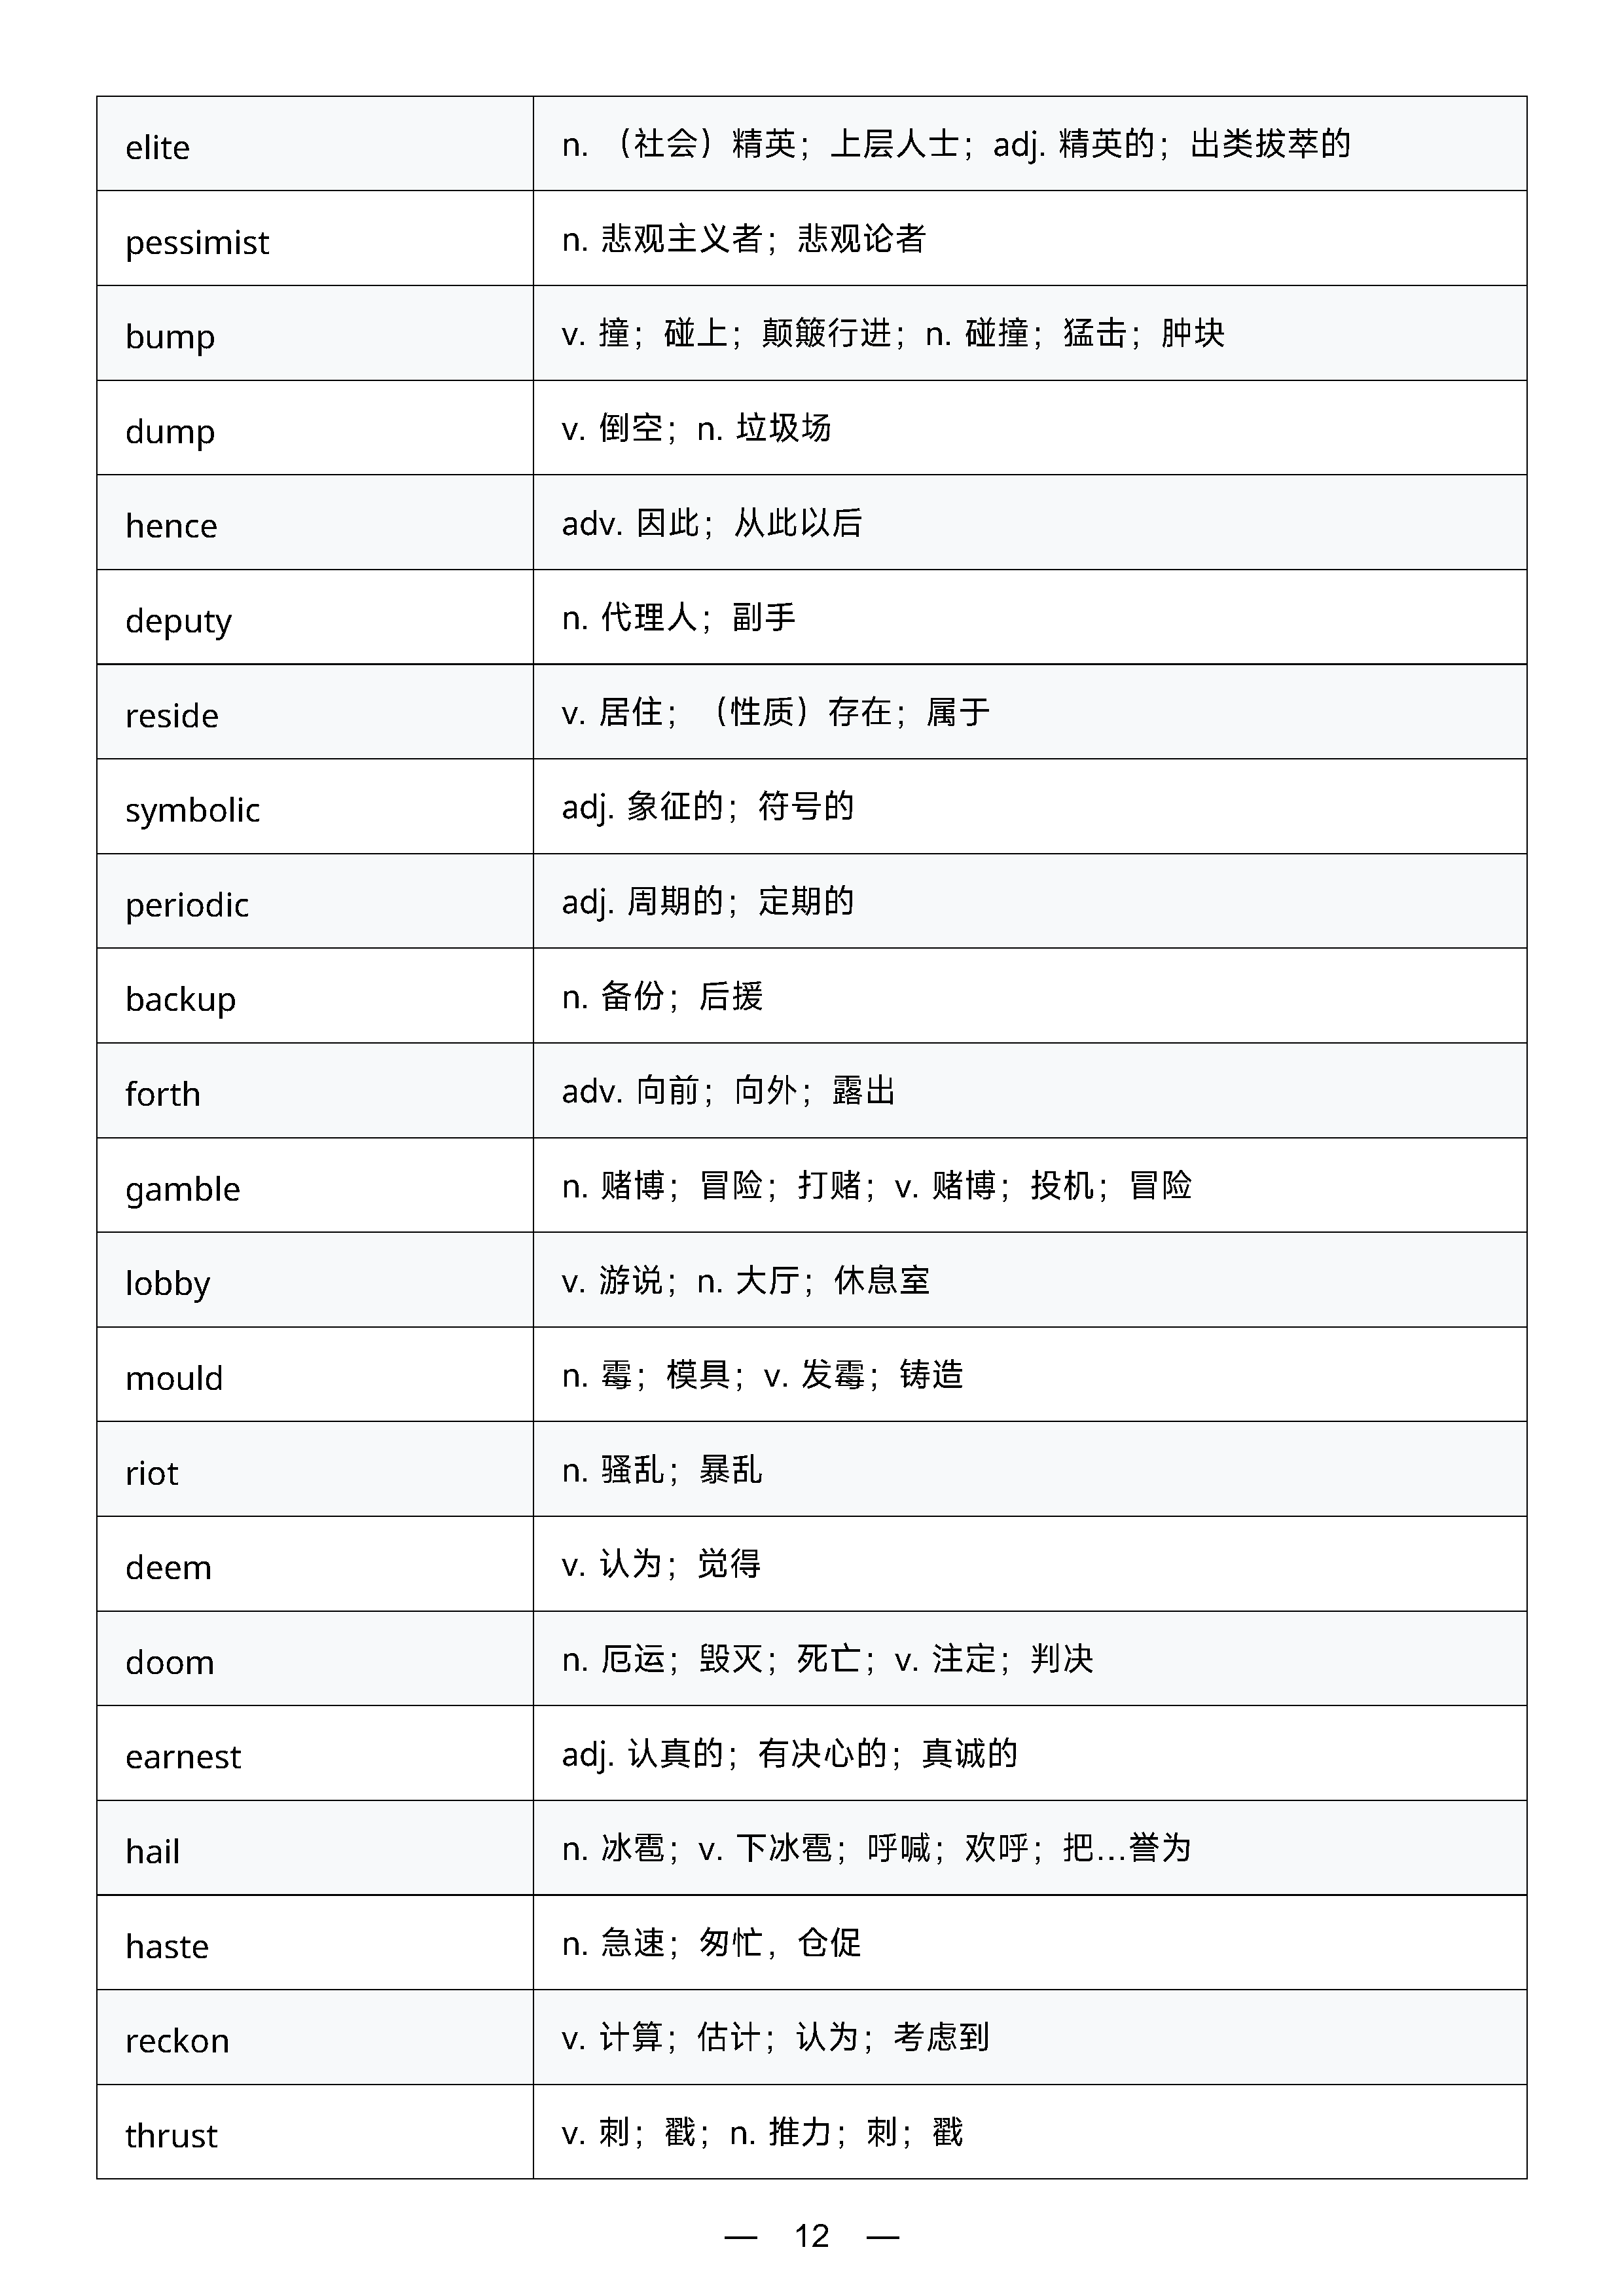 elite n. （社会）精英；上层人士；adj. 精英的；出类拔萃的
pessimist n. 悲观主义者；悲观论者
bump v. 撞；碰上；颠簸行进；n. 碰撞；猛击；肿块
dump v. 倒空；n. 垃圾场
hence adv. 因此；从此以后
deputy n. 代理人；副手
reside v. 居住；（性质）存在；属于
symbolic adj. 象征的；符号的
periodic adj. 周期的；定期的
backup n. 备份；后援
forth adv. 向前；向外；露出
gamble n. 赌博；冒险；打赌；v. 赌博；投机；冒险
lobby v. 游说；n. 大厅；休息室
mould n. 霉；模具；v. 发霉；铸造
riot n. 骚乱；暴乱
deem v. 认为；觉得
doom n. 厄运；毁灭；死亡；v. 注定；判决
earnest adj. 认真的；有决心的；真诚的
hail n. 冰雹；v. 下冰雹；呼喊；欢呼；把…誉为
haste n. 急速；匆忙，仓促
reckon v. 计算；估计；认为；考虑到
thrust v. 刺；戳；n. 推力；刺；戳
— 12 —